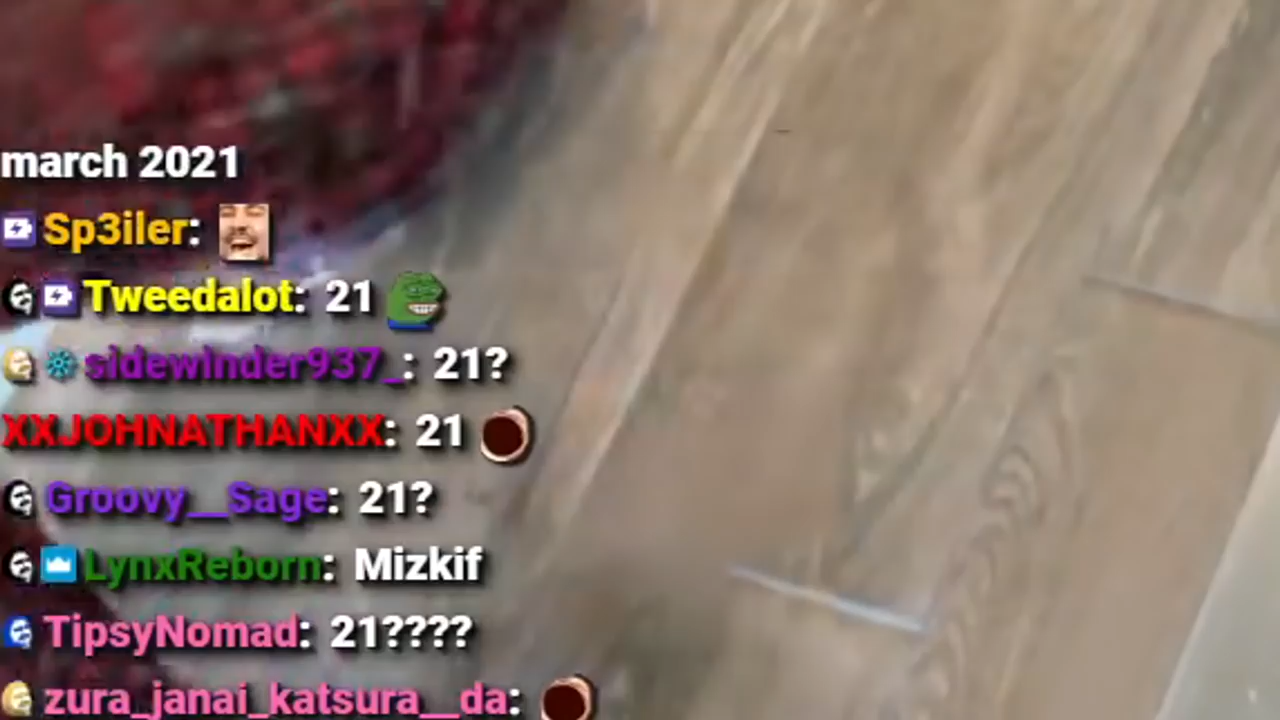 march 2021
Sp3iler:
Tweedalot: 21
sidewinder937_: 21?
XXJOHNATHANXX: 21
Groovy__Sage: 21?
LynxReborn: Mizkif
TipsyNomad: 21????
zura_janai_katsura__da: